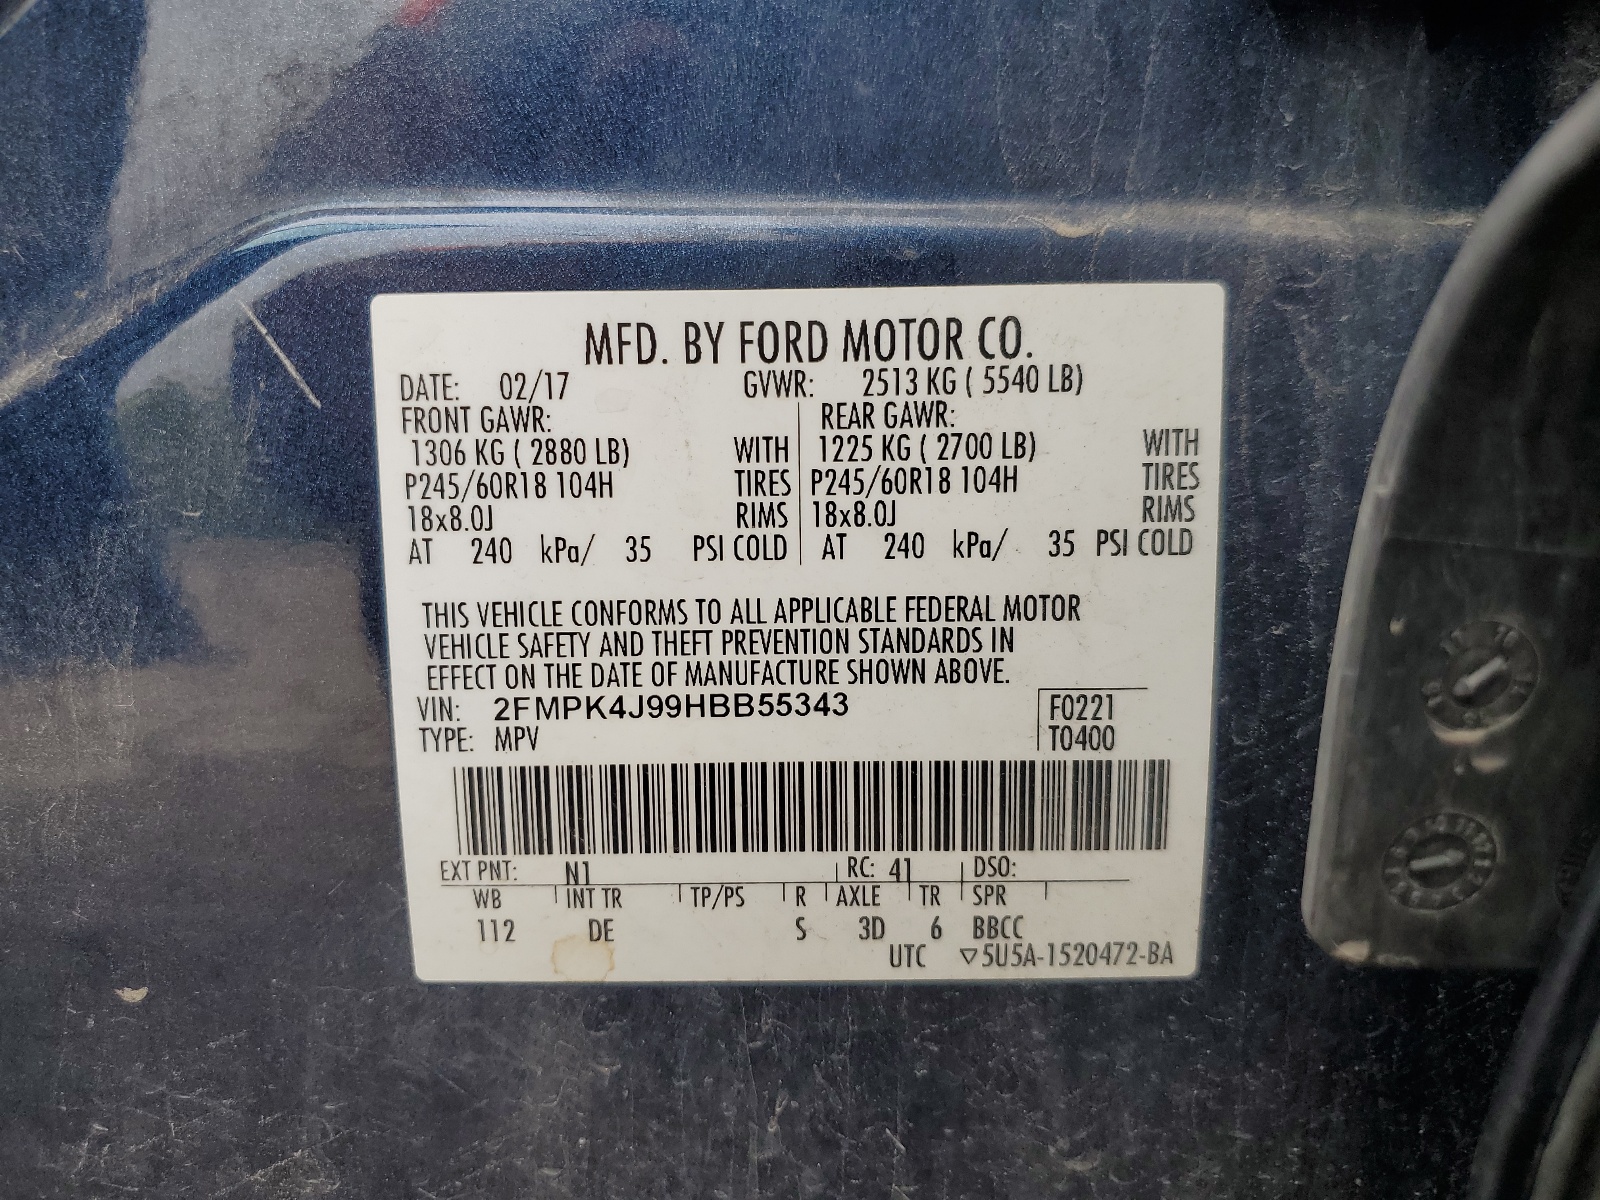 MFD. BY FORD MOTOR CO.
DATE: 02/17 GVWR: 2513 KG ( 5540 LB)
FRONT GAWR: REAR GAWR:
1306 KG ( 2880 LB) WITH 1225 KG ( 2700 LB) WITH
P245/60R18 104H TIRES P245/60R18 104H TIRES
18x8.0J RIMS 18x8.0J RIMS
AT 240 kPa/ 35 PSI COLD AT 240 kPa/ 35 PSI COLD
THIS VEHICLE CONFORMS TO ALL APPLICABLE FEDERAL MOTOR
VEHICLE SAFETY AND THEFT PREVENTION STANDARDS IN
EFFECT ON THE DATE OF MANUFACTURE SHOWN ABOVE.
VIN: 2FMPK4J99HBB55343 F0221
TYPE: MPV T0400
EXT PNT: N1 RC: 41 DSO:
WB INT TR TP/PS R AXLE TR SPR
112 DE S 3D 6 BBCC
UTC ▽5U5A-1520472-BA